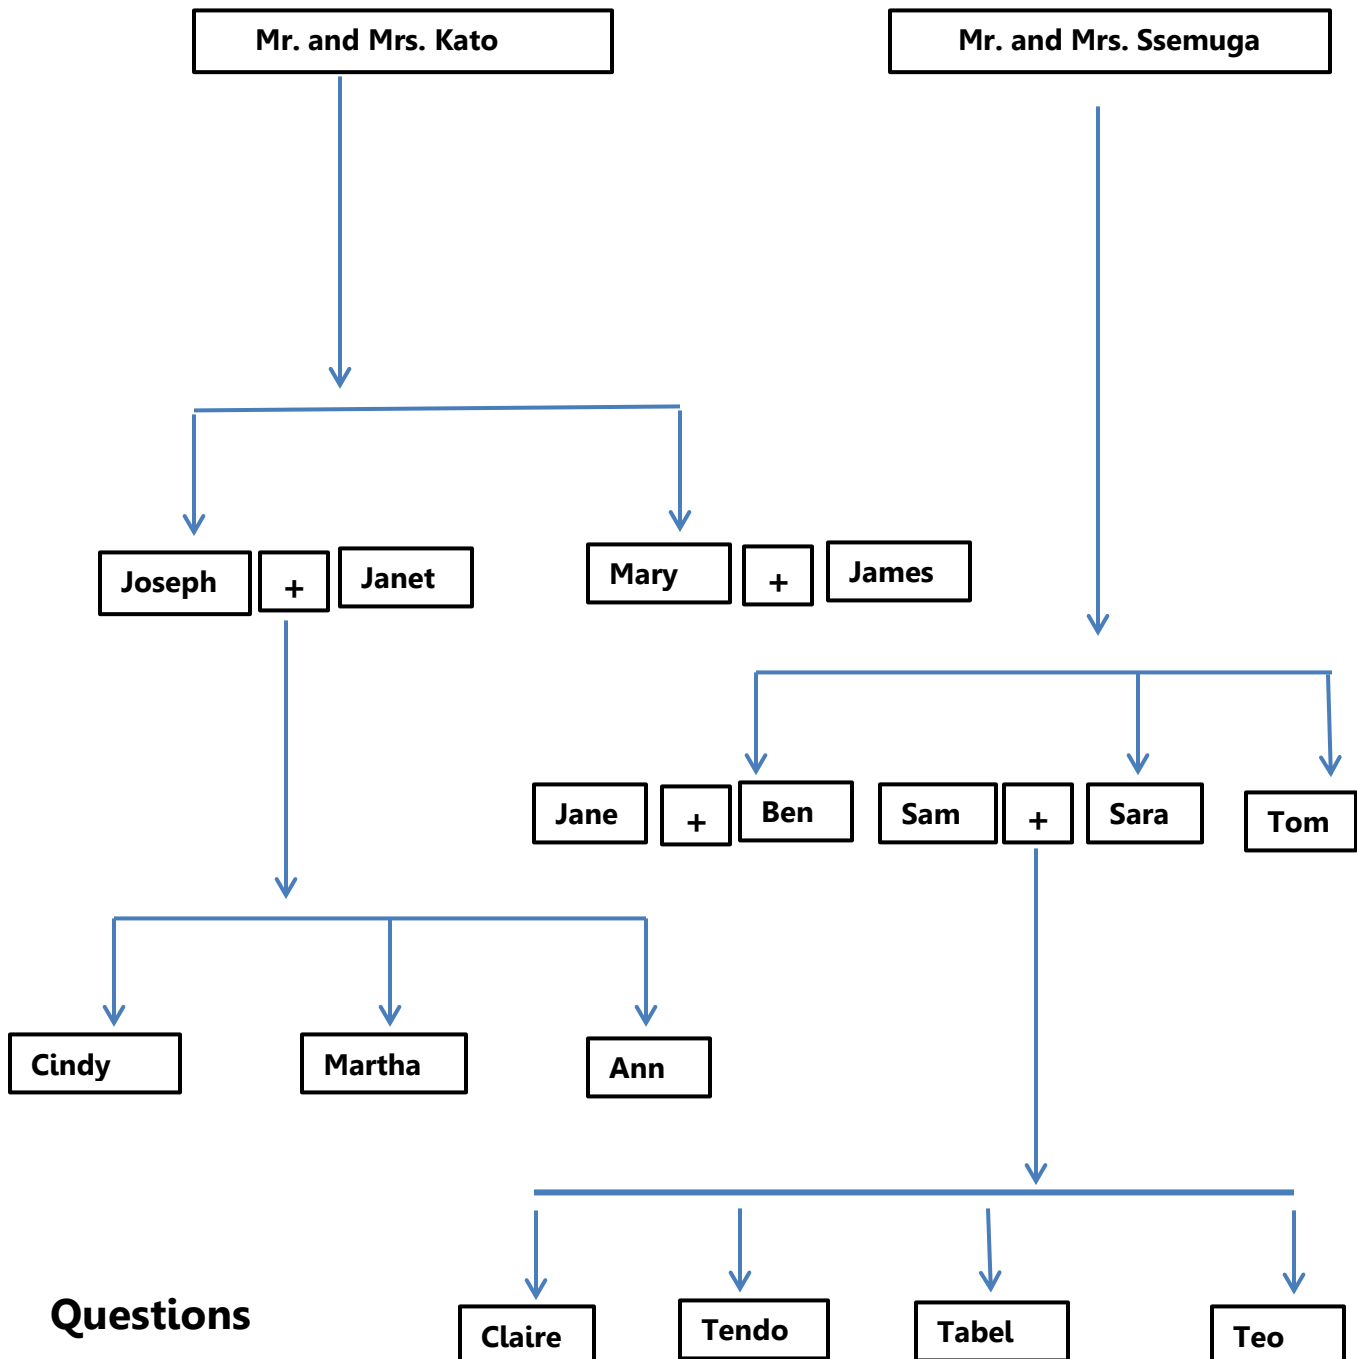 Mr. and Mrs. Kato
Mr. and Mrs. Ssemuga
Joseph
+
Janet
Mary
+
James
Jane
+
Ben
Sam
+
Sara
Tom
Cindy
Martha
Ann
Questions
Claire
Tendo
Tabel
Teo